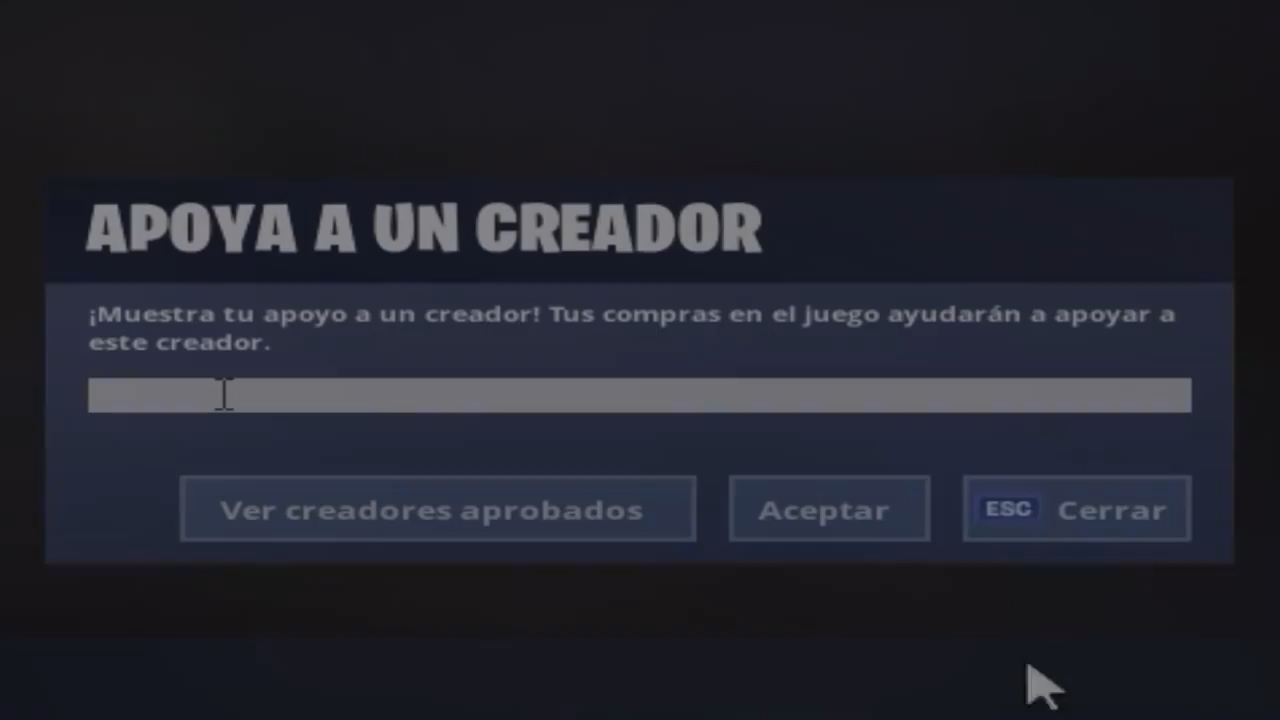 APOYA A UN CREADOR
¡Muestra tu apoyo a un creador! Tus compras en el juego ayudarán a apoyar a
este creador.
Ver creadores aprobados
Aceptar
ESC Cerrar